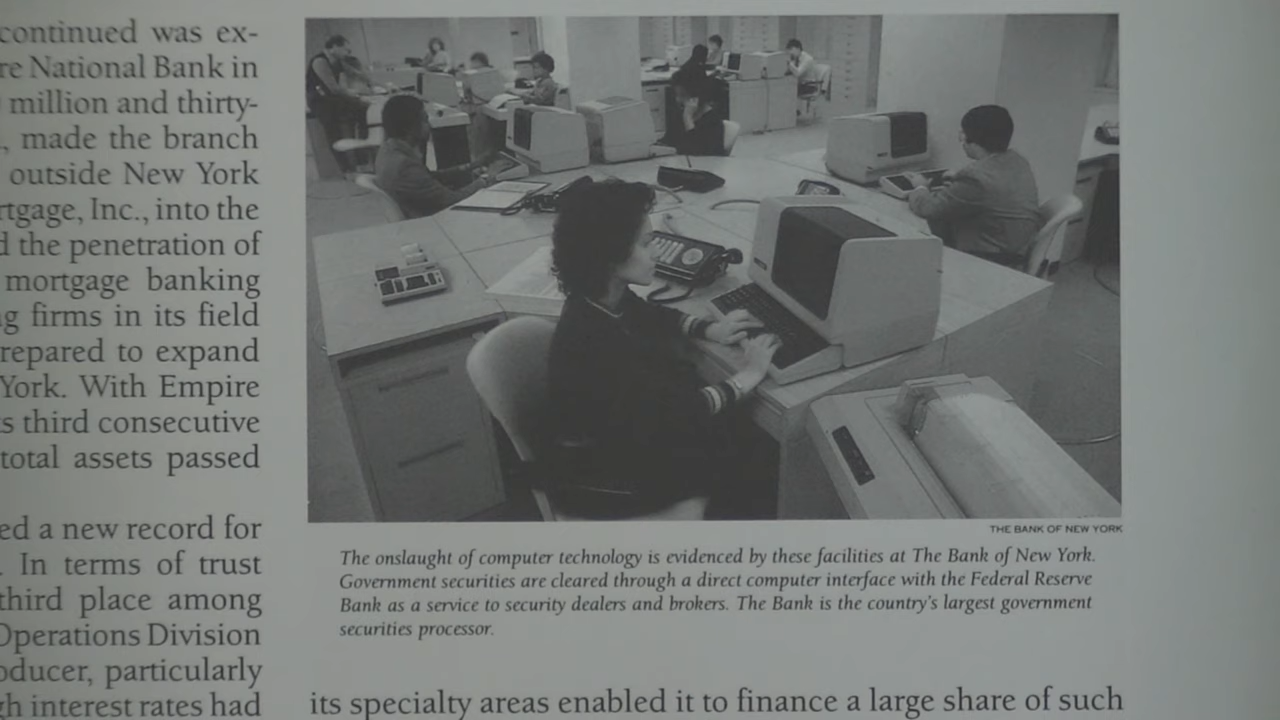 continued was ex-
re National Bank in
million and thirty-
, made the branch
outside New York
rtgage, Inc., into the
d the penetration of
mortgage banking
g firms in its field
repared to expand
York. With Empire
s third consecutive
total assets passed
ed a new record for
. In terms of trust
third place among
Operations Division
oducer, particularly
gh interest rates had
THE BANK OF NEW YORK
The onslaught of computer technology is evidenced by these facilities at The Bank of New York.
Government securities are cleared through a direct computer interface with the Federal Reserve
Bank as a service to security dealers and brokers. The Bank is the country's largest government
securities processor.
its specialty areas enabled it to finance a large share of such